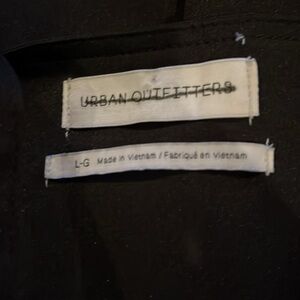 URBAN OUTFITTERS
L-G Made in Vietnam / Fabriqué en Vietnam